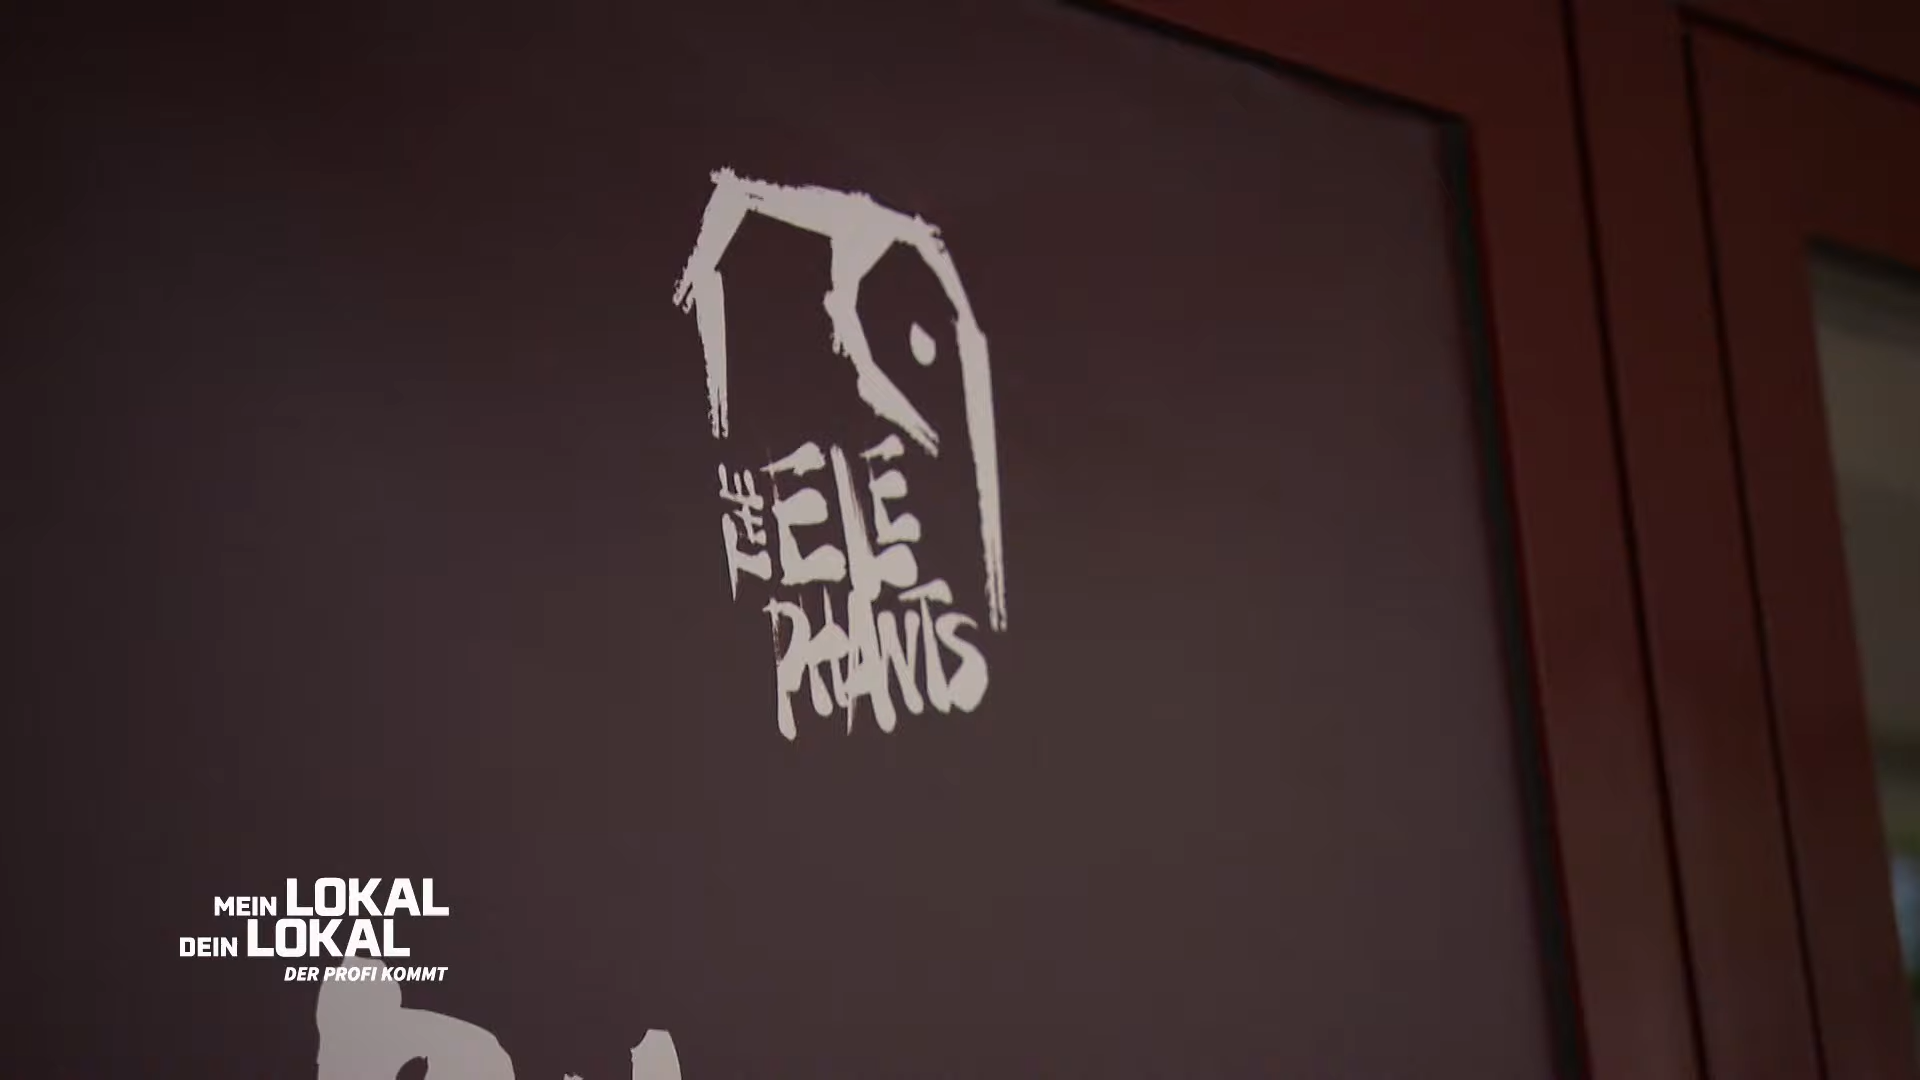 THE ELE
PHANTS
MEIN LOKAL
DEIN LOKAL
DER PROFI KOMMT